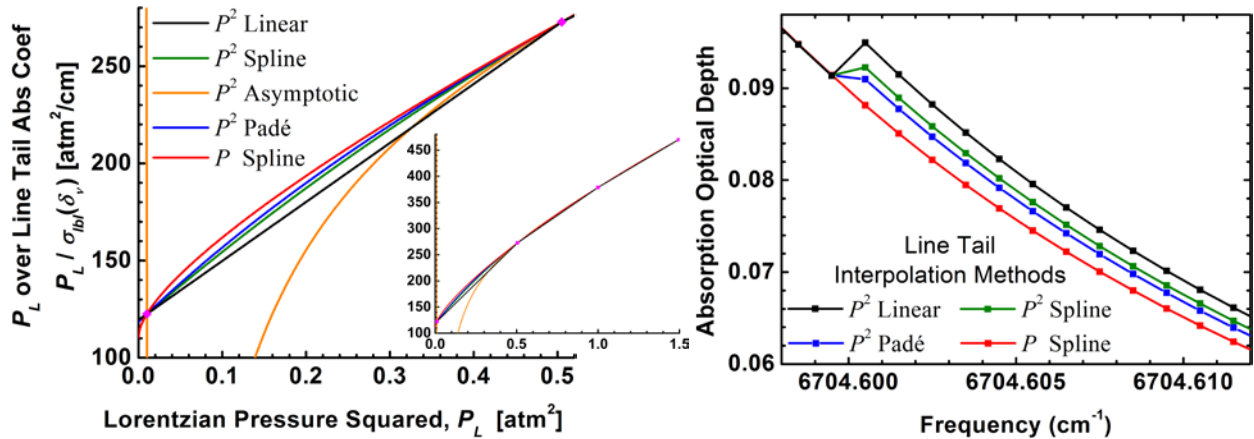 P_L over Line Tail Abs Coef
P_L / σ_lbl(δ_ν) [atm²/cm]
250
200
150
100
P² Linear
P² Spline
P² Asymptotic
P² Padé
P Spline
450
400
350
300
250
200
150
100
0.0 0.5 1.0 1.5
0.0 0.1 0.2 0.3 0.4 0.5
Lorentzian Pressure Squared, P_L [atm²]
Absorption Optical Depth
0.09
0.08
0.07
0.06
Line Tail
Interpolation Methods
P² Linear P² Spline
P² Padé P Spline
6704.600 6704.605 6704.610
Frequency (cm⁻¹)